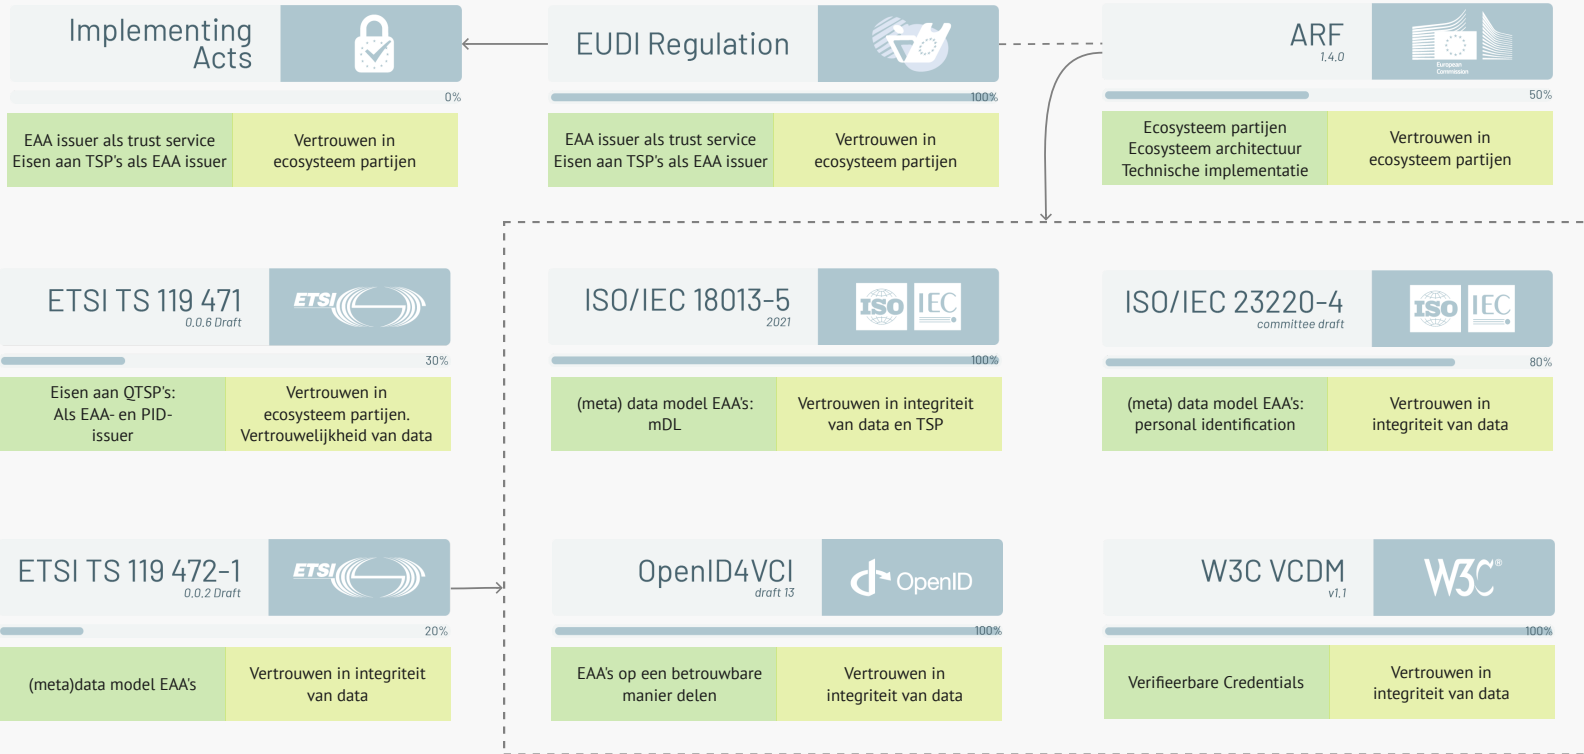 Implementing
Acts
0%
EAA issuer als trust service
Eisen aan TSP's als EAA issuer
Vertrouwen in
ecosysteem partijen
EUDI Regulation
100%
EAA issuer als trust service
Eisen aan TSP's als EAA issuer
Vertrouwen in
ecosysteem partijen
ARF
1.4.0
European
Commission
50%
Ecosysteem partijen
Ecosysteem architectuur
Technische implementatie
Vertrouwen in
ecosysteem partijen
ETSI TS 119 471
0.0.6 Draft
ETSI
30%
Eisen aan QTSP's:
Als EAA- en PID-
issuer
Vertrouwen in
ecosysteem partijen.
Vertrouwelijkheid van data
ISO/IEC 18013-5
2021
ISO
IEC
100%
(meta) data model EAA's:
mDL
Vertrouwen in integriteit
van data en TSP
ISO/IEC 23220-4
committee draft
ISO
IEC
80%
(meta) data model EAA's:
personal identification
Vertrouwen in
integriteit van data
ETSI TS 119 472-1
0.0.2 Draft
ETSI
20%
(meta)data model EAA's
Vertrouwen in integriteit
van data
OpenID4VCI
draft 13
OpenID
100%
EAA's op een betrouwbare
manier delen
Vertrouwen in
integriteit van data
W3C VCDM
v1.1
W3C®
100%
Verifieerbare Credentials
Vertrouwen in
integriteit van data